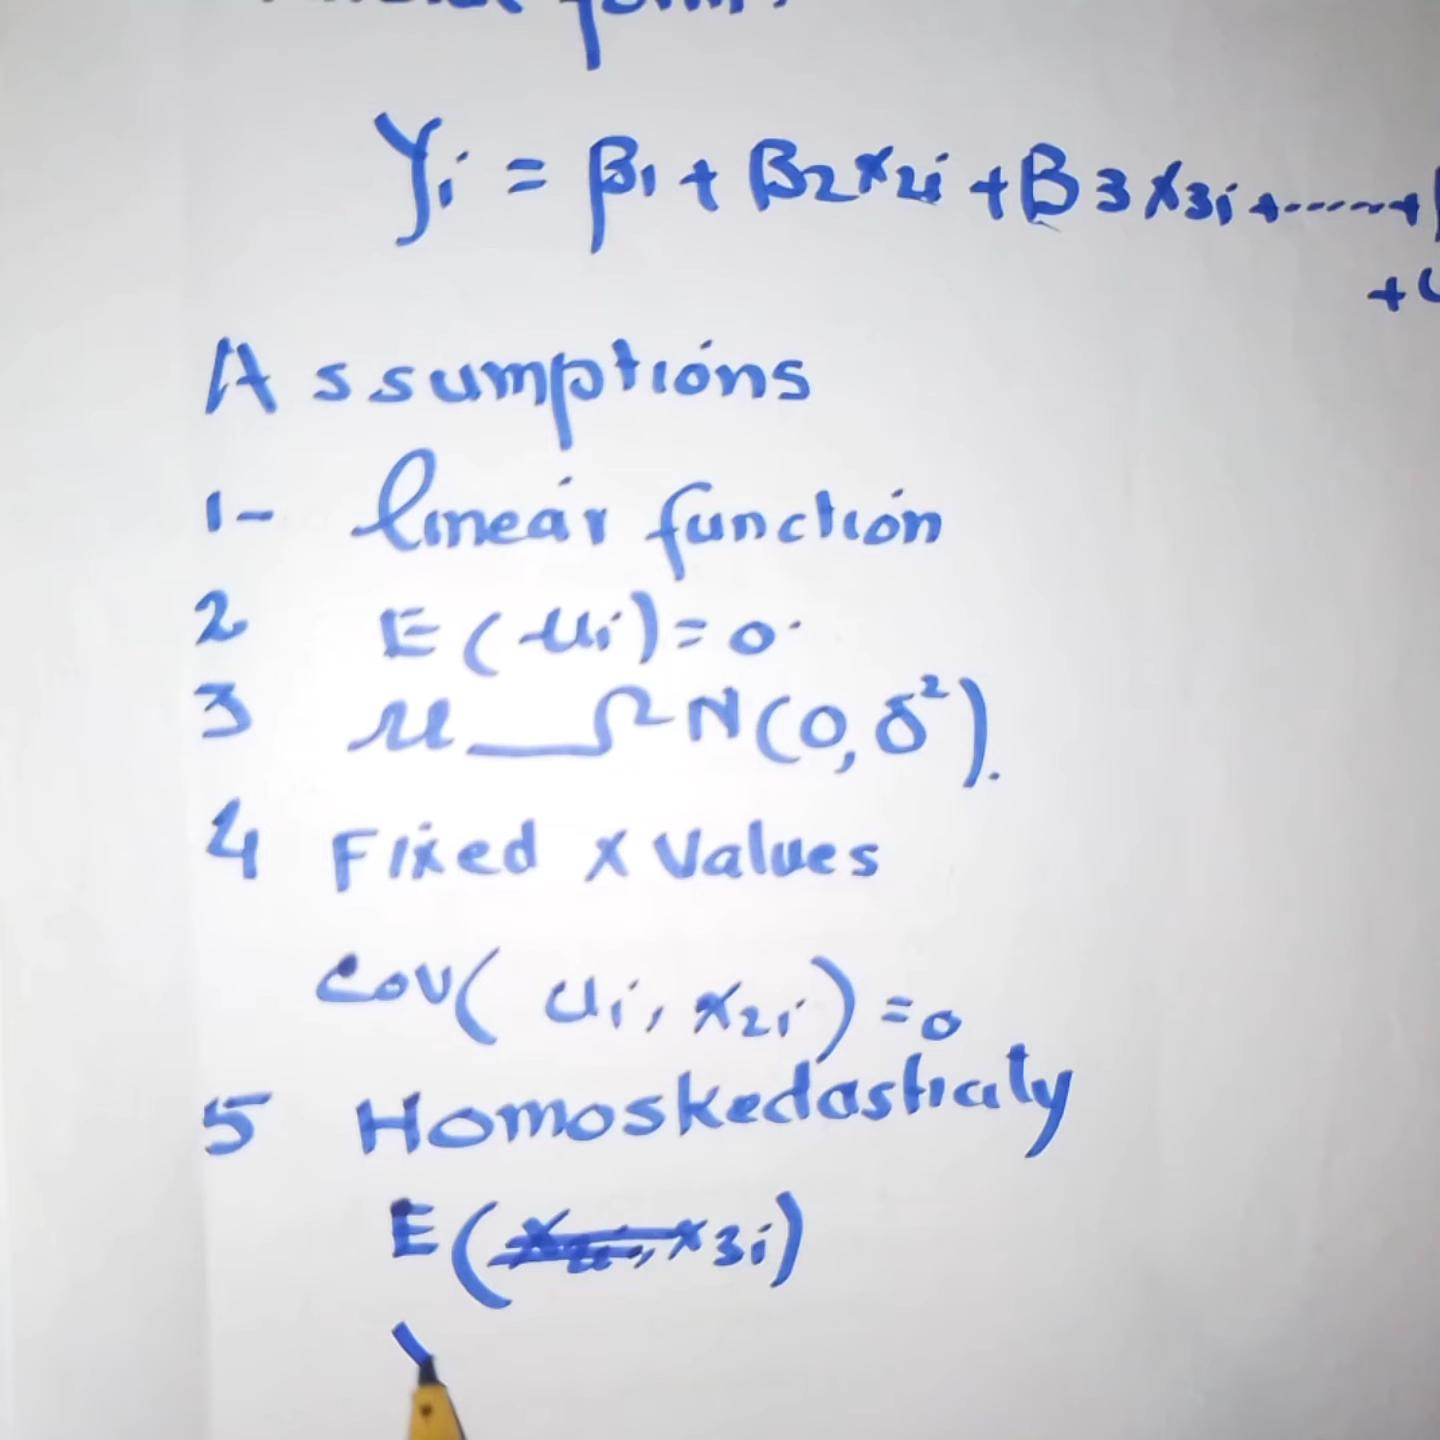 Yi = β1 + β2x2i + β3x3i + ...... +
+
Assumptions
1- linear function
2 E(ui)=0
3 u ~ N(0,δ²).
4 Fixed x values
cov(ui, x2i) = 0
5 Homoskedasticity
E( x3i)